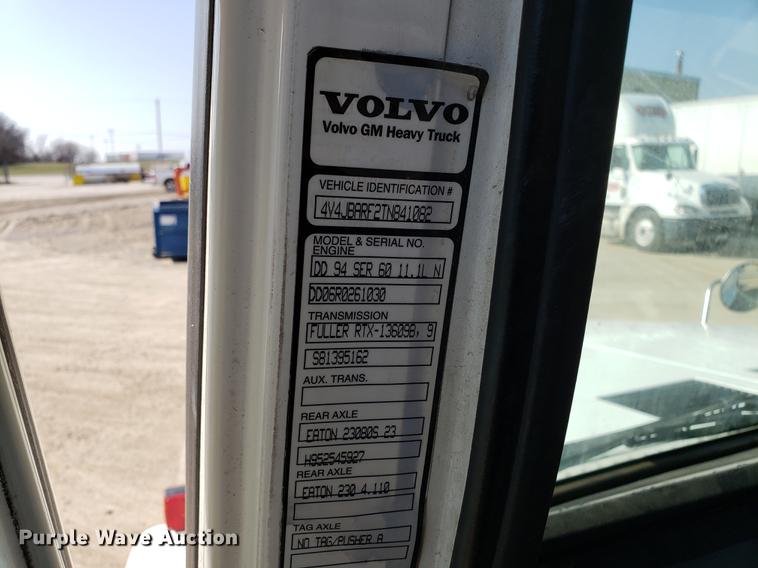 VOLVO
Volvo GM Heavy Truck
VEHICLE IDENTIFICATION #
4V4JBARF2TN841082
MODEL & SERIAL NO.
ENGINE
DD 94 SER 60 11.1L N
DD06R0261030
TRANSMISSION
FULLER RTX-13609B, 9
S81395162
AUX. TRANS.
REAR AXLE
EATON 23080S 23
H952545927
REAR AXLE
EATON 230 4.110
TAG AXLE
NO TAG/PUSHER A
Purple Wave Auction